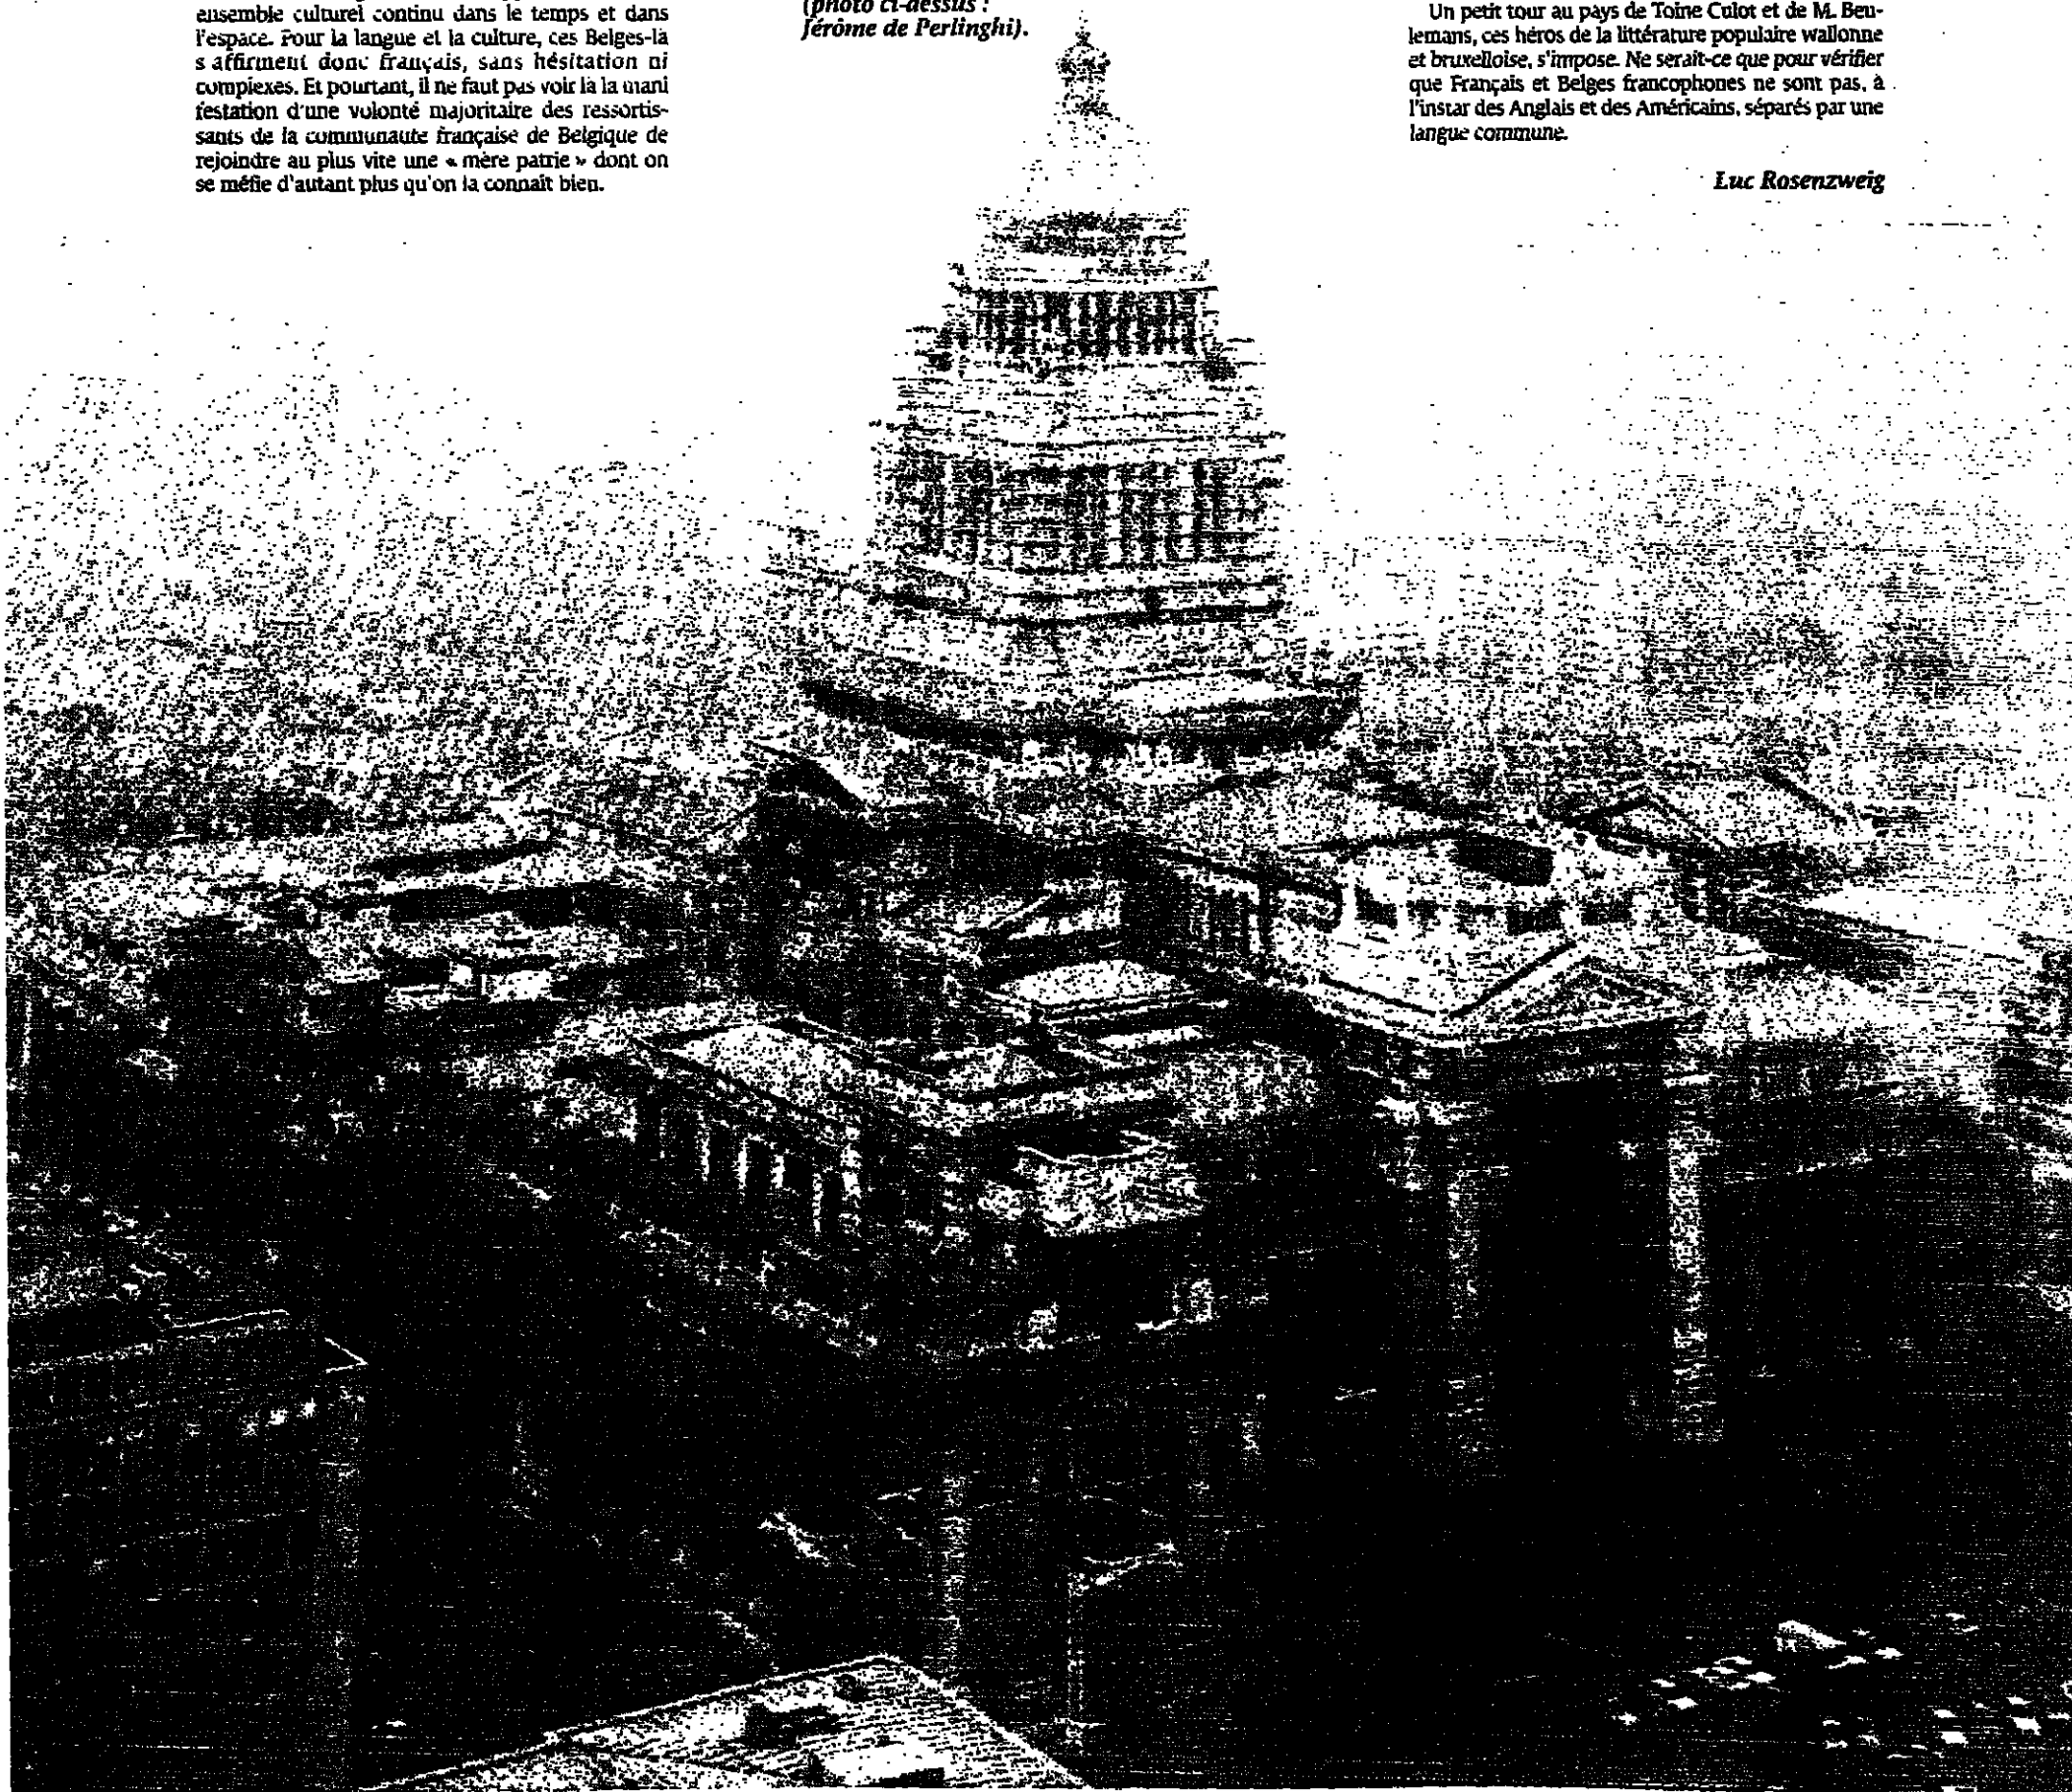 ensemble culturel continu dans le temps et dans
l'espace. Pour la langue et la culture, ces Belges-là
s affirment donc français, sans hésitation ni
complexes. Et pourtant, il ne faut pas voir là la mani
festation d'une volonté majoritaire des ressortis-
sants de la communauté française de Belgique de
rejoindre au plus vite une « mère patrie » dont on
se méfie d'autant plus qu'on la connaît bien.
(photo ci-dessus :
Jérôme de Perlinghi).
Un petit tour au pays de Toine Culot et de M. Beu-
lemans, ces héros de la littérature populaire wallonne
et bruxelloise, s'impose. Ne serait-ce que pour vérifier
que Français et Belges francophones ne sont pas, à
l'instar des Anglais et des Américains, séparés par une
langue commune.
Luc Rosenzweig